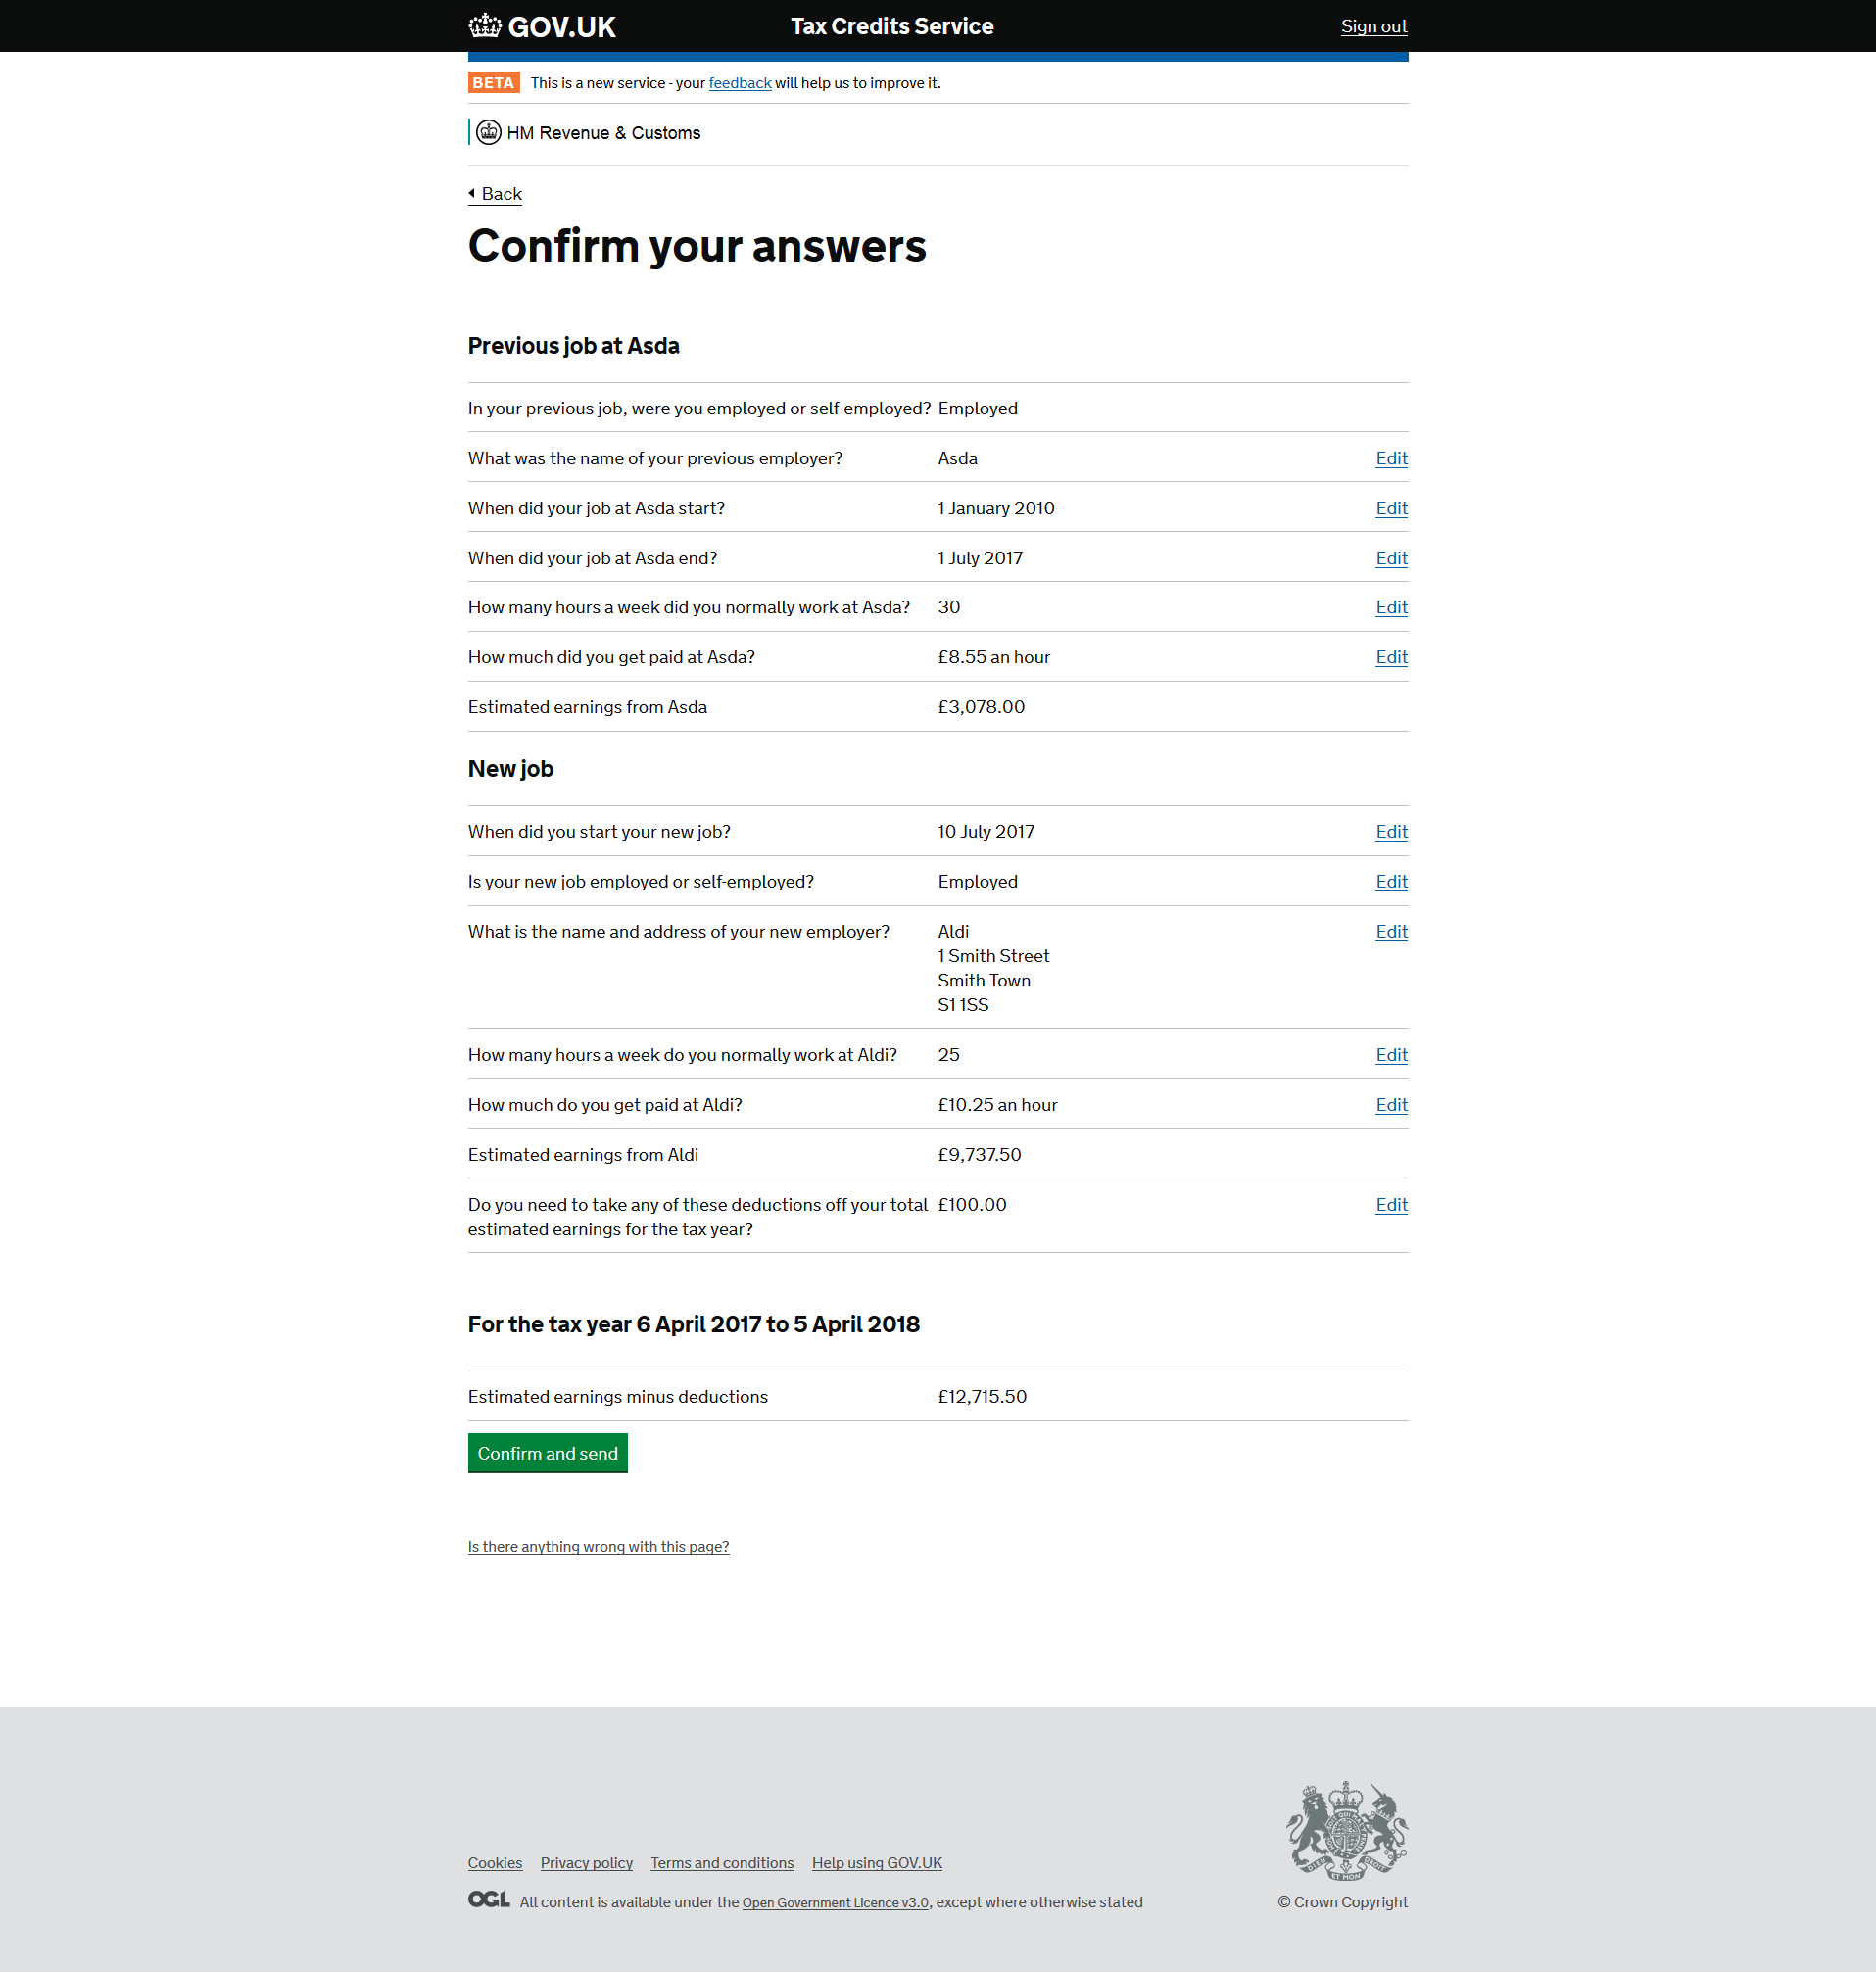 GOV.UK Tax Credits Service Sign out
BETA This is a new service - your feedback will help us to improve it.
HM Revenue & Customs
Back
Confirm your answers
Previous job at Asda
In your previous job, were you employed or self-employed? Employed
What was the name of your previous employer? Asda Edit
When did your job at Asda start? 1 January 2010 Edit
When did your job at Asda end? 1 July 2017 Edit
How many hours a week did you normally work at Asda? 30 Edit
How much did you get paid at Asda? £8.55 an hour Edit
Estimated earnings from Asda £3,078.00
New job
When did you start your new job? 10 July 2017 Edit
Is your new job employed or self-employed? Employed Edit
What is the name and address of your new employer? Aldi Edit
1 Smith Street
Smith Town
S1 1SS
How many hours a week do you normally work at Aldi? 25 Edit
How much do you get paid at Aldi? £10.25 an hour Edit
Estimated earnings from Aldi £9,737.50
Do you need to take any of these deductions off your total £100.00 Edit
estimated earnings for the tax year?
For the tax year 6 April 2017 to 5 April 2018
Estimated earnings minus deductions £12,715.50
Confirm and send
Is there anything wrong with this page?
Cookies Privacy policy Terms and conditions Help using GOV.UK
OGL All content is available under the Open Government Licence v3.0, except where otherwise stated
© Crown Copyright